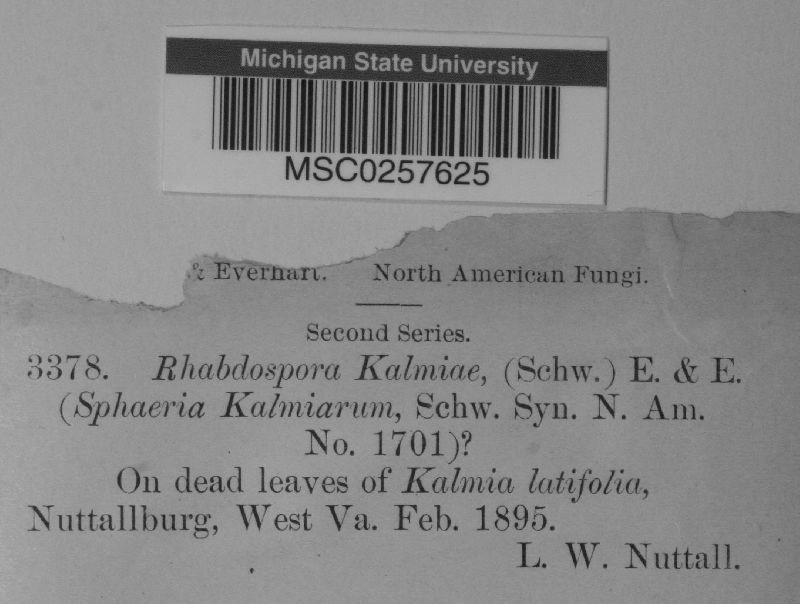 Michigan State University
MSC0257625
& Everhart. North American Fungi.
Second Series.
3378. Rhabdospora Kalmiae, (Schw.) E. & E.
(Sphaeria Kalmiarum, Schw. Syn. N. Am.
No. 1701)?
On dead leaves of Kalmia latifolia,
Nuttallburg, West Va. Feb. 1895.
L. W. Nuttall.